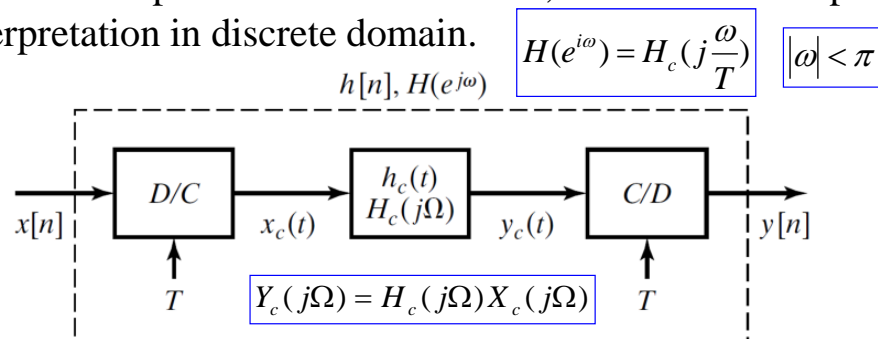 erpretation in discrete domain.
H(e^{iω}) = H_c(j ω/T)
|ω| < π
h[n], H(e^{jω})
D/C
h_c(t)
H_c(jΩ)
C/D
x[n]
x_c(t)
y_c(t)
y[n]
T
Y_c(jΩ) = H_c(jΩ)X_c(jΩ)
T